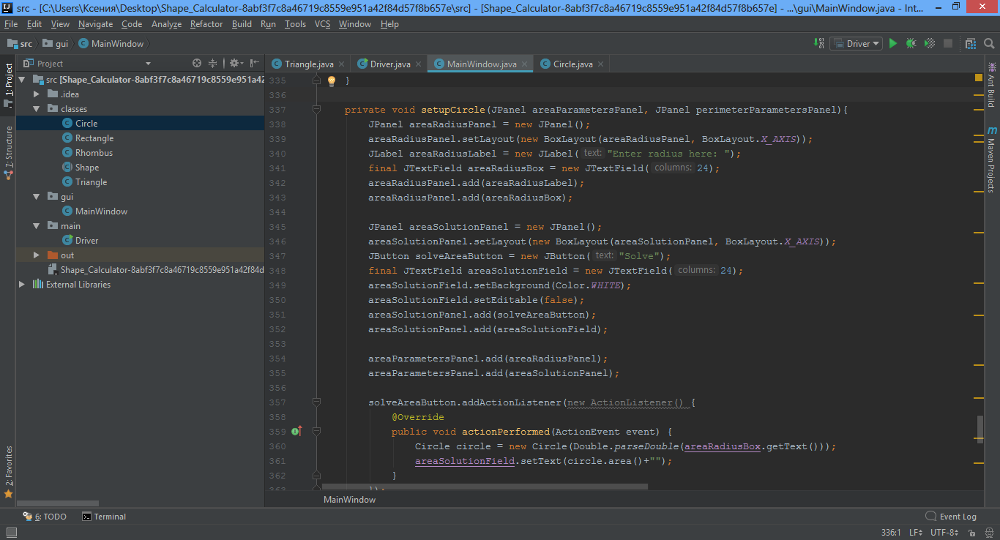 src - [C:\Users\Ксения\Desktop\Shape_Calculator-8abf3f7c8a46719c8559e951a42f84d57f8b657e\src] - [Shape_Calculator-8abf3f7c8a46719c8559e951a42f84d57f8b657e] - ...\gui\MainWindow.java - Int...
File Edit View Navigate Code Analyze Refactor Build Run Tools VCS Window Help
src gui MainWindow Driver
Project
Triangle.java Driver.java MainWindow.java Circle.java
1: Project
7: Structure
2: Favorites
src [Shape_Calculator-8abf3f7c8a46719c8559e951a42
.idea
classes
Circle
Rectangle
Rhombus
Shape
Triangle
gui
MainWindow
main
Driver
out
Shape_Calculator-8abf3f7c8a46719c8559e951a42f84d
External Libraries
335 }
336
337 private void setupCircle(JPanel areaParametersPanel, JPanel perimeterParametersPanel){
338 JPanel areaRadiusPanel = new JPanel();
339 areaRadiusPanel.setLayout(new BoxLayout(areaRadiusPanel, BoxLayout.X_AXIS));
340 JLabel areaRadiusLabel = new JLabel( text: "Enter radius here: ");
341 final JTextField areaRadiusBox = new JTextField( columns: 24);
342 areaRadiusPanel.add(areaRadiusLabel);
343 areaRadiusPanel.add(areaRadiusBox);
344
345 JPanel areaSolutionPanel = new JPanel();
346 areaSolutionPanel.setLayout(new BoxLayout(areaSolutionPanel, BoxLayout.X_AXIS));
347 JButton solveAreaButton = new JButton( text: "Solve");
348 final JTextField areaSolutionField = new JTextField( columns: 24);
349 areaSolutionField.setBackground(Color.WHITE);
350 areaSolutionField.setEditable(false);
351 areaSolutionPanel.add(solveAreaButton);
352 areaSolutionPanel.add(areaSolutionField);
353
354 areaParametersPanel.add(areaRadiusPanel);
355 areaParametersPanel.add(areaSolutionPanel);
356
357 solveAreaButton.addActionListener(new ActionListener() {
358 @Override
359 public void actionPerformed(ActionEvent event) {
360 Circle circle = new Circle(Double.parseDouble(areaRadiusBox.getText()));
361 areaSolutionField.setText(circle.area()+"");
362 }
363 });
MainWindow
Ant Build
Maven Projects
6: TODO Terminal Event Log
336:1 LF UTF-8